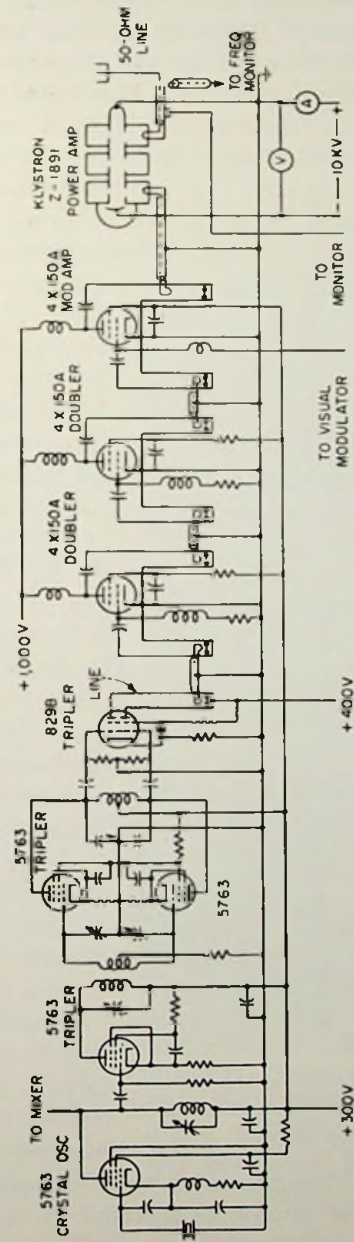 TO MIXER
5763
CRYSTAL OSC
5763
TRIPLER
5763
TRIPLER
5763
829B
TRIPLER
LINE
+1,000V
4 X 150A
DOUBLER
4 X 150A
DOUBLER
4 X 150A
MOD AMP
KLYSTRON
Z-1891
POWER AMP
50-OHM
LINE
TO FREQ
MONITOR
A
V
-10KV-
+
+300V
+400V
TO VISUAL
MODULATOR
TO
MONITOR